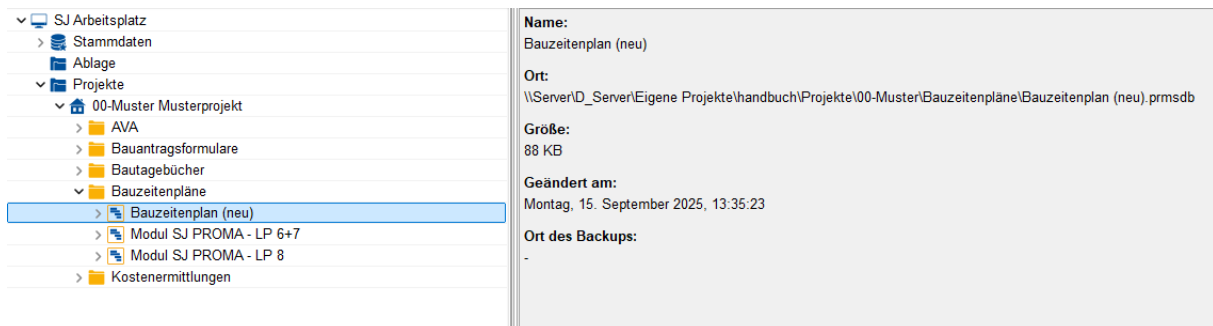 SJ Arbeitsplatz
Stammdaten
Ablage
Projekte
00-Muster Musterprojekt
AVA
Bauantragsformulare
Bautagebücher
Bauzeitenpläne
Bauzeitenplan (neu)
Modul SJ PROMA - LP 6+7
Modul SJ PROMA - LP 8
Kostenermittlungen
Name:
Bauzeitenplan (neu)
Ort:
\\Server\D_Server\Eigene Projekte\handbuch\Projekte\00-Muster\Bauzeitenpläne\Bauzeitenplan (neu).prmsdb
Größe:
88 KB
Geändert am:
Montag, 15. September 2025, 13:35:23
Ort des Backups:
-